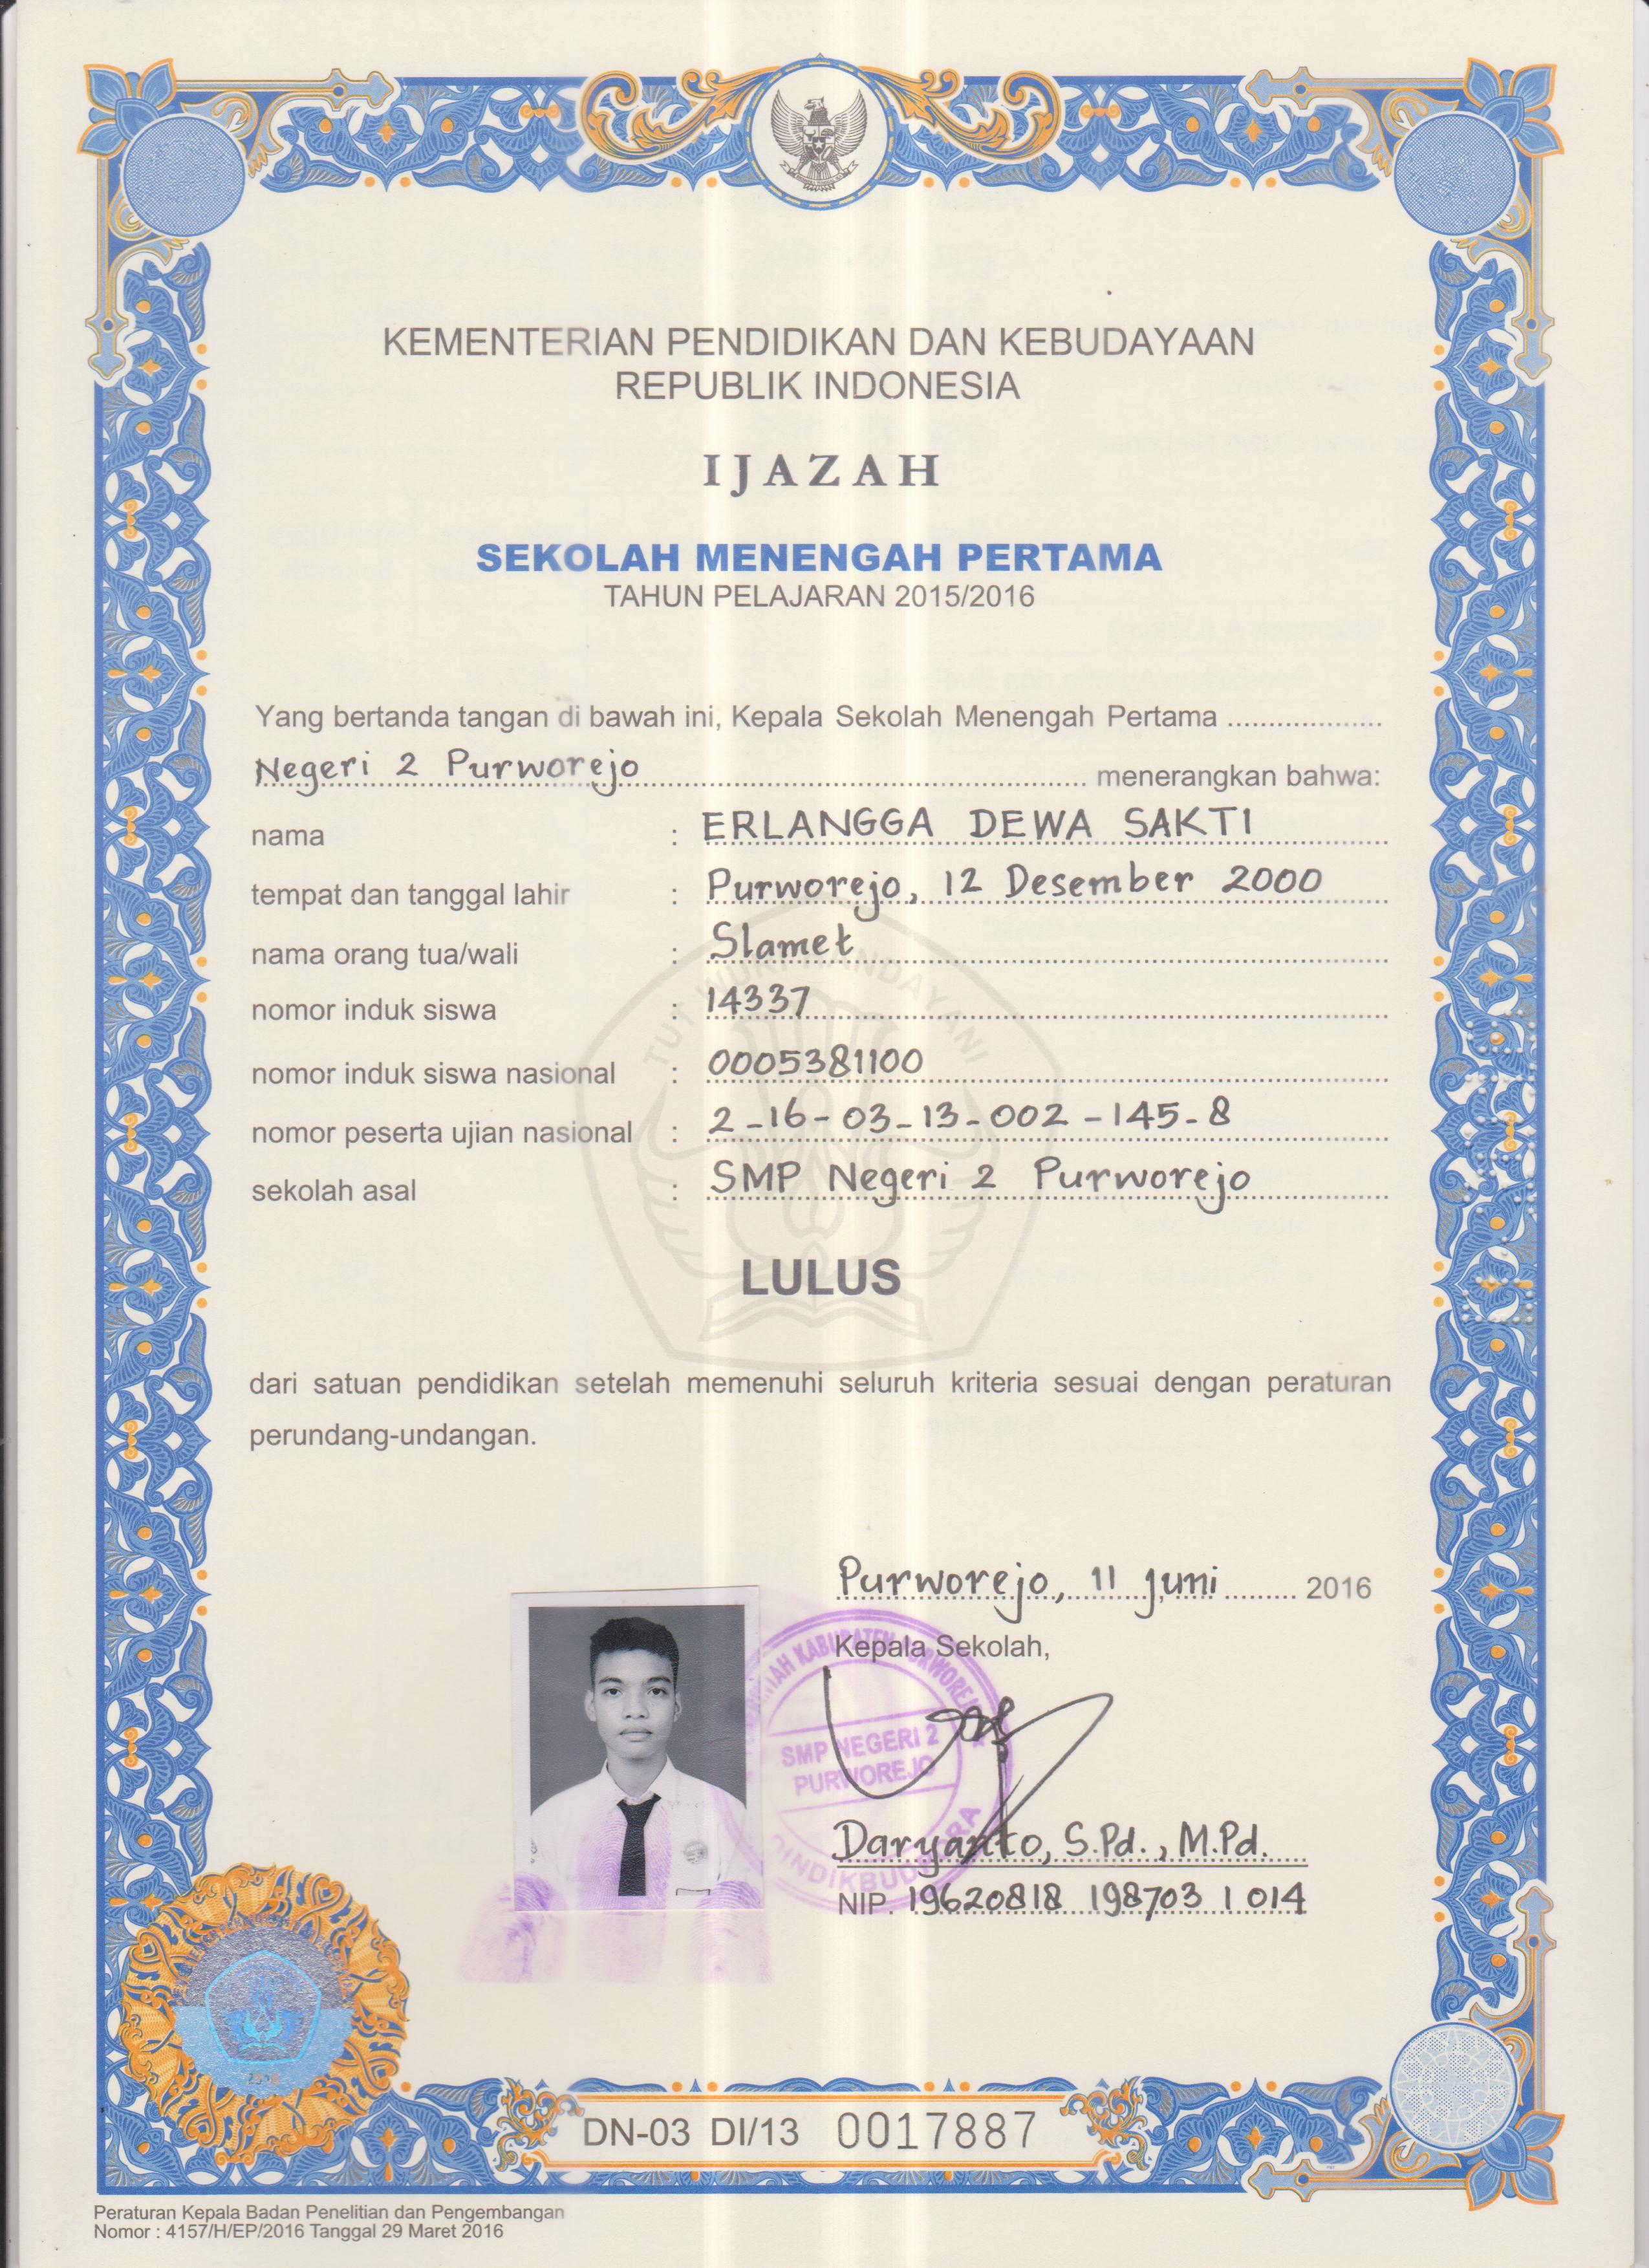 KEMENTERIAN PENDIDIKAN DAN KEBUDAYAAN
REPUBLIK INDONESIA
IJAZAH
SEKOLAH MENENGAH PERTAMA
TAHUN PELAJARAN 2015/2016
Yang bertanda tangan di bawah ini, Kepala Sekolah Menengah Pertama ....................
Negeri 2 Purworejo menerangkan bahwa:
nama : ERLANGGA DEWA SAKTI
tempat dan tanggal lahir : Purworejo, 12 Desember 2000
nama orang tua/wali : Slamet
nomor induk siswa : 14337
nomor induk siswa nasional : 0005381100
nomor peserta ujian nasional : 2-16-03-13-002-145-8
sekolah asal : SMP Negeri 2 Purworejo
TUT WURI HANDAYANI
LULUS
dari satuan pendidikan setelah memenuhi seluruh kriteria sesuai dengan peraturan
perundang-undangan.
Purworejo, 11 Juni 2016
Kepala Sekolah,
KABUPATEN PURWOREJO
SMP NEGERI 2
PURWOREJO
Daryanto, S.Pd., M.Pd.
NIP. 19620818 198703 1 014
DN-03 DI/13 0017887
Peraturan Kepala Badan Penelitian dan Pengembangan
Nomor : 4157/H/EP/2016 Tanggal 29 Maret 2016